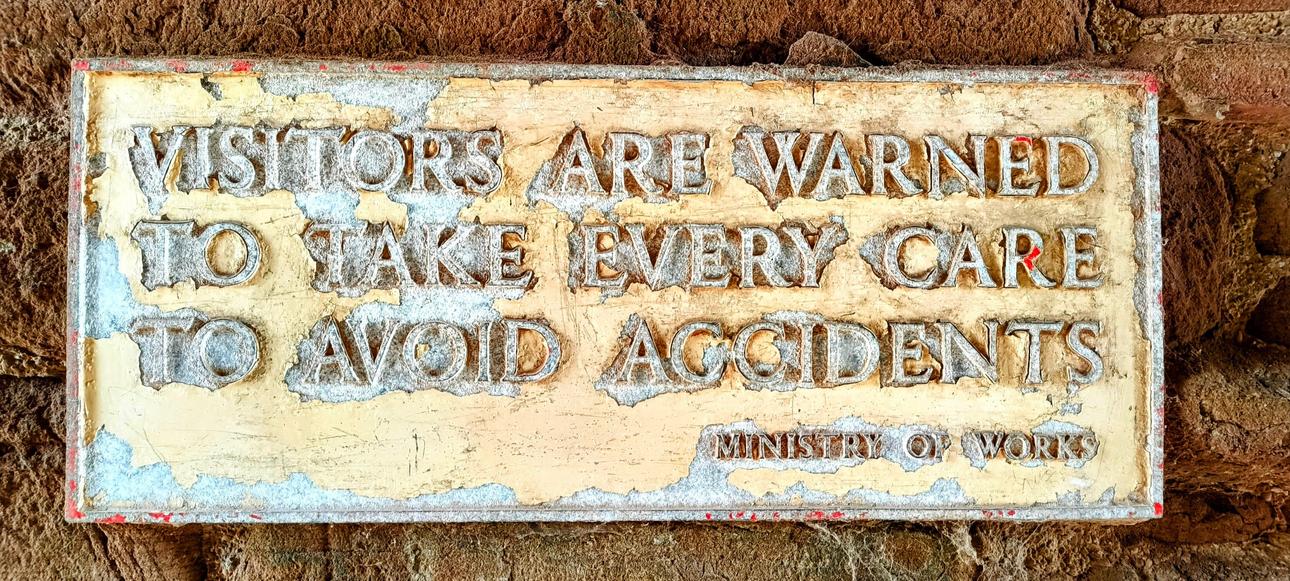 VISITORS ARE WARNED
TO TAKE EVERY CARE
TO AVOID ACCIDENTS
MINISTRY OF WORKS